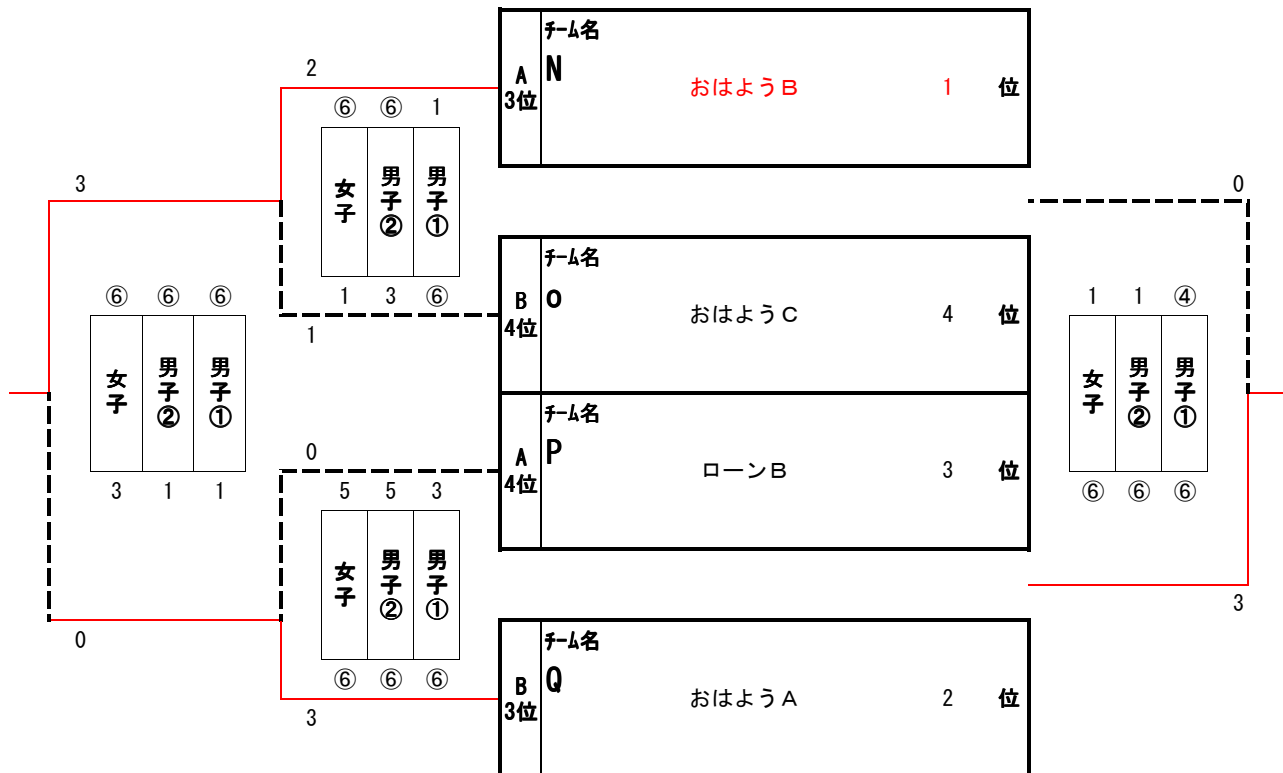 チーム名
N
A
3位
おはようB 1 位
2
⑥ ⑥ 1
女子 男子② 男子①
1 3 ⑥
1
3
0
チーム名
o
B
4位
おはようC 4 位
⑥ ⑥ ⑥
女子 男子② 男子①
3 1 1
1 1 ④
女子 男子② 男子①
⑥ ⑥ ⑥
チーム名
P
A
4位
ローンB 3 位
0
5 5 3
女子 男子② 男子①
⑥ ⑥ ⑥
3
0
3
チーム名
Q
B
3位
おはようA 2 位